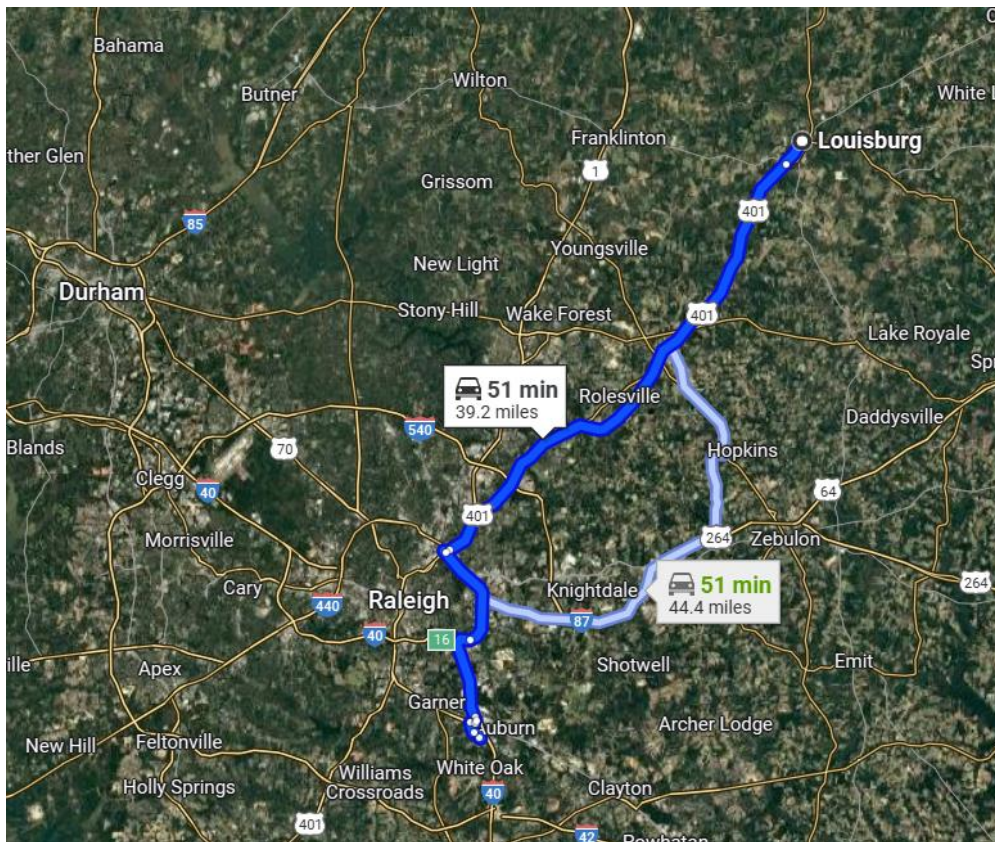 Bahama
Butner
Wilton
White L
Franklinton
Louisburg
ther Glen
1
Grissom
401
85
Youngsville
New Light
Durham
Stony Hill
Wake Forest
401
Lake Royale
51 min
39.2 miles
Rolesville
Daddysville
540
Blands
70
Hopkins
Clegg
40
64
401
Morrisville
264
Zebulon
51 min
44.4 miles
Cary
Knightdale
264
440
Raleigh
87
40
16
Apex
Shotwell
Emit
ville
Garner
Auburn
Archer Lodge
New Hill
Feltonville
White Oak
Holly Springs
Williams
Crossroads
40
Clayton
401
42
Powhatan